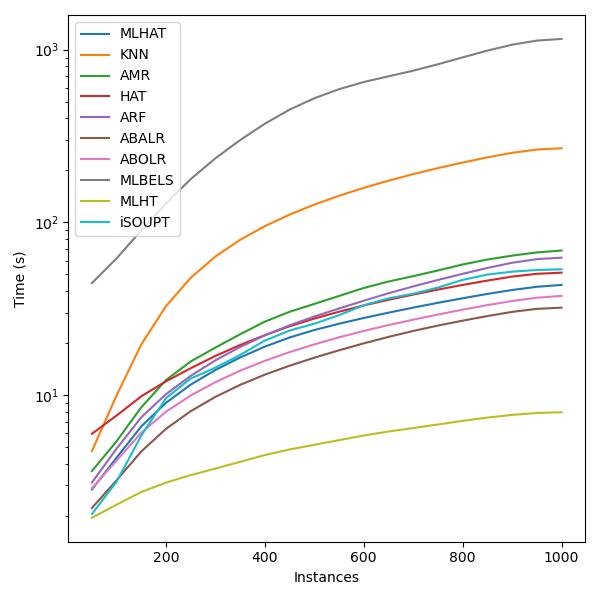 MLHAT
KNN
AMR
HAT
ARF
ABALR
ABOLR
MLBELS
MLHT
iSOUPT
10³
10²
10¹
Time (s)
200 400 600 800 1000
Instances